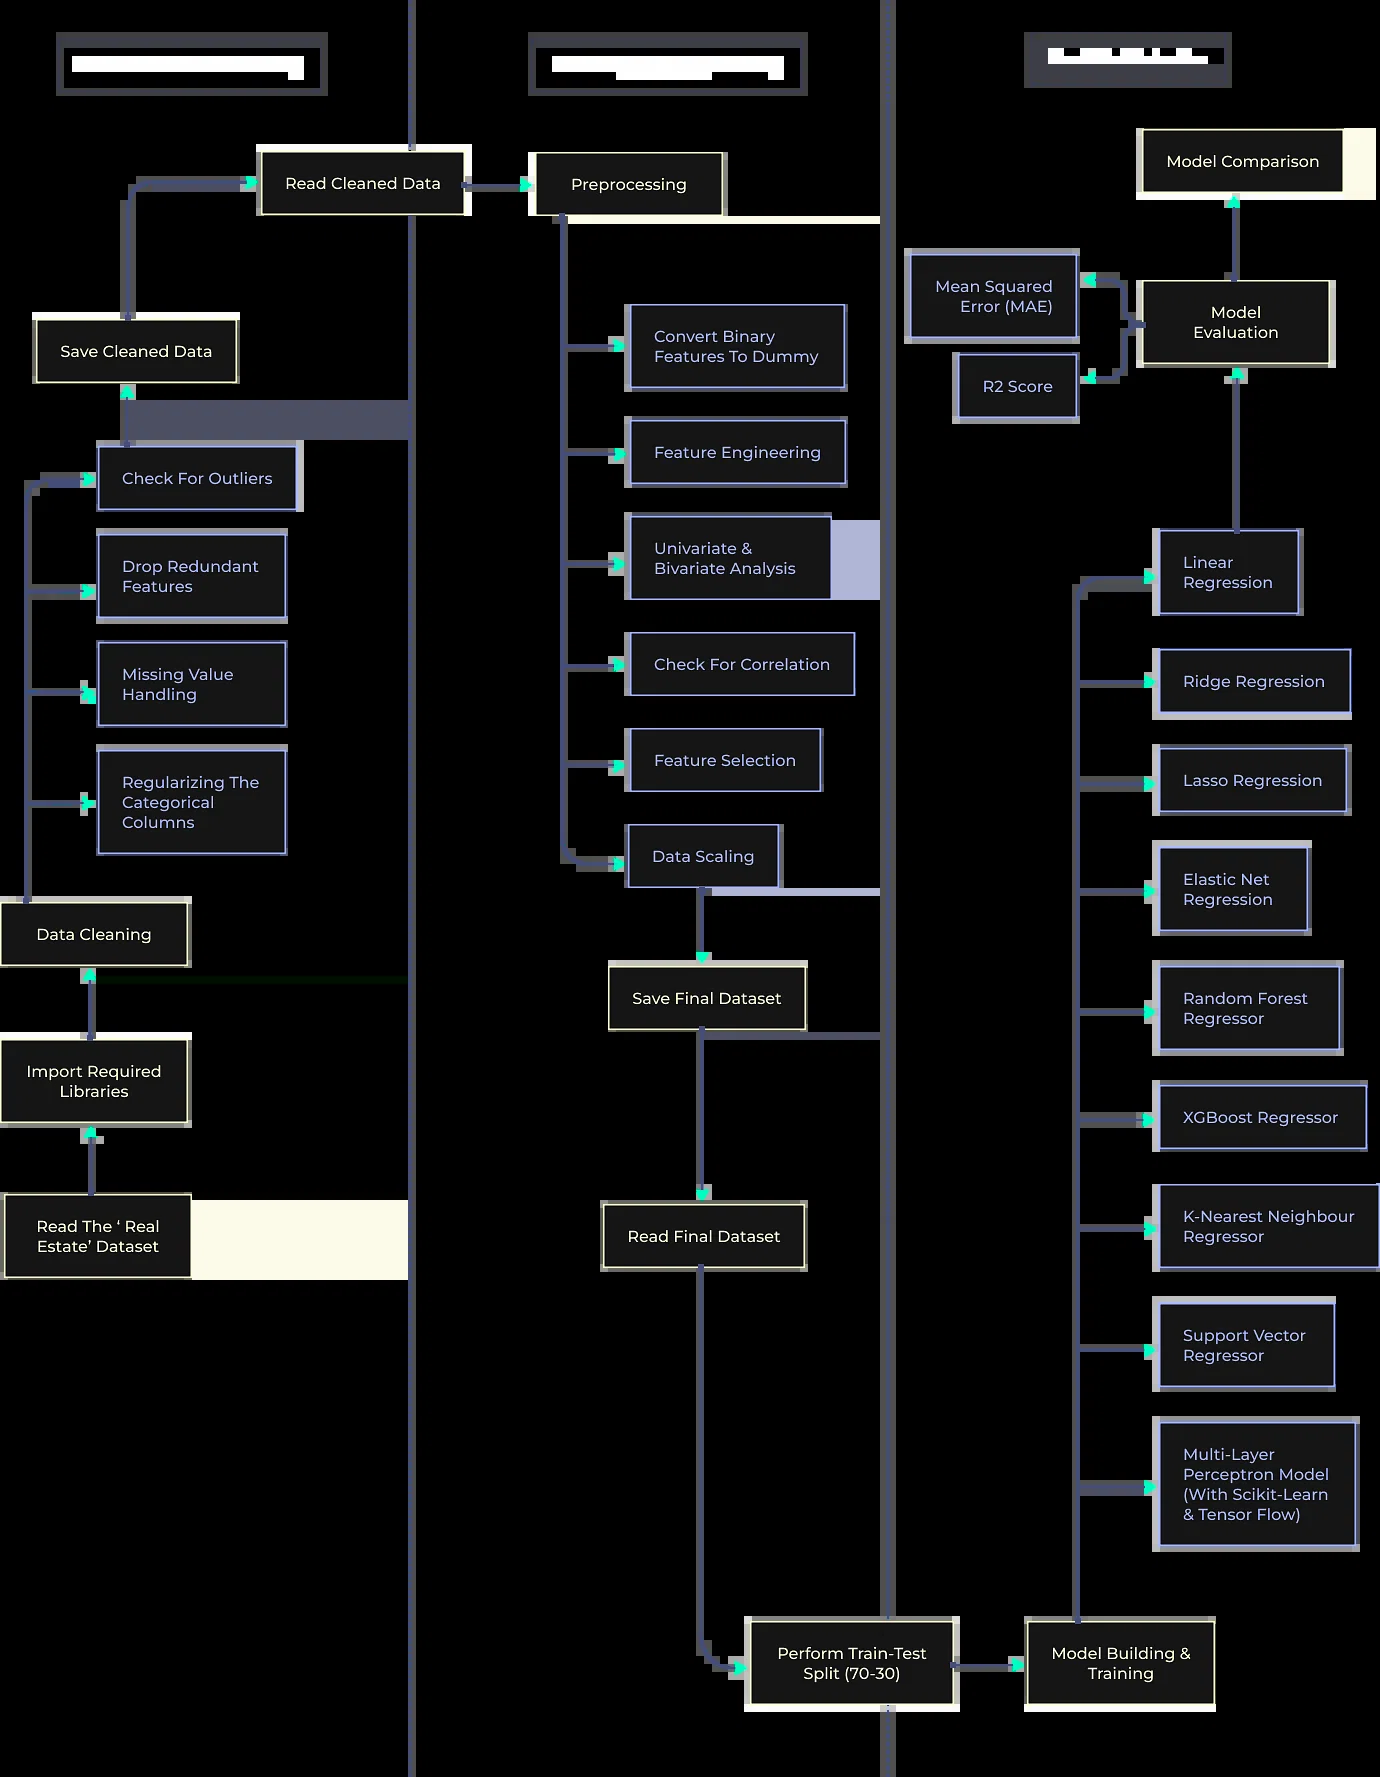 Read Cleaned Data
Save Cleaned Data
Check For Outliers
Drop Redundant
Features
Missing Value
Handling
Regularizing The
Categorical
Columns
Data Cleaning
Import Required
Libraries
Read The ‘ Real
Estate’ Dataset
Preprocessing
Convert Binary
Features To Dummy
Feature Engineering
Univariate &
Bivariate Analysis
Check For Correlation
Feature Selection
Data Scaling
Save Final Dataset
Read Final Dataset
Perform Train-Test
Split (70-30)
Model Comparison
Mean Squared
Error (MAE)
R2 Score
Model
Evaluation
Linear
Regression
Ridge Regression
Lasso Regression
Elastic Net
Regression
Random Forest
Regressor
XGBoost Regressor
K-Nearest Neighbour
Regressor
Support Vector
Regressor
Multi-Layer
Perceptron Model
(With Scikit-Learn
& Tensor Flow)
Model Building &
Training